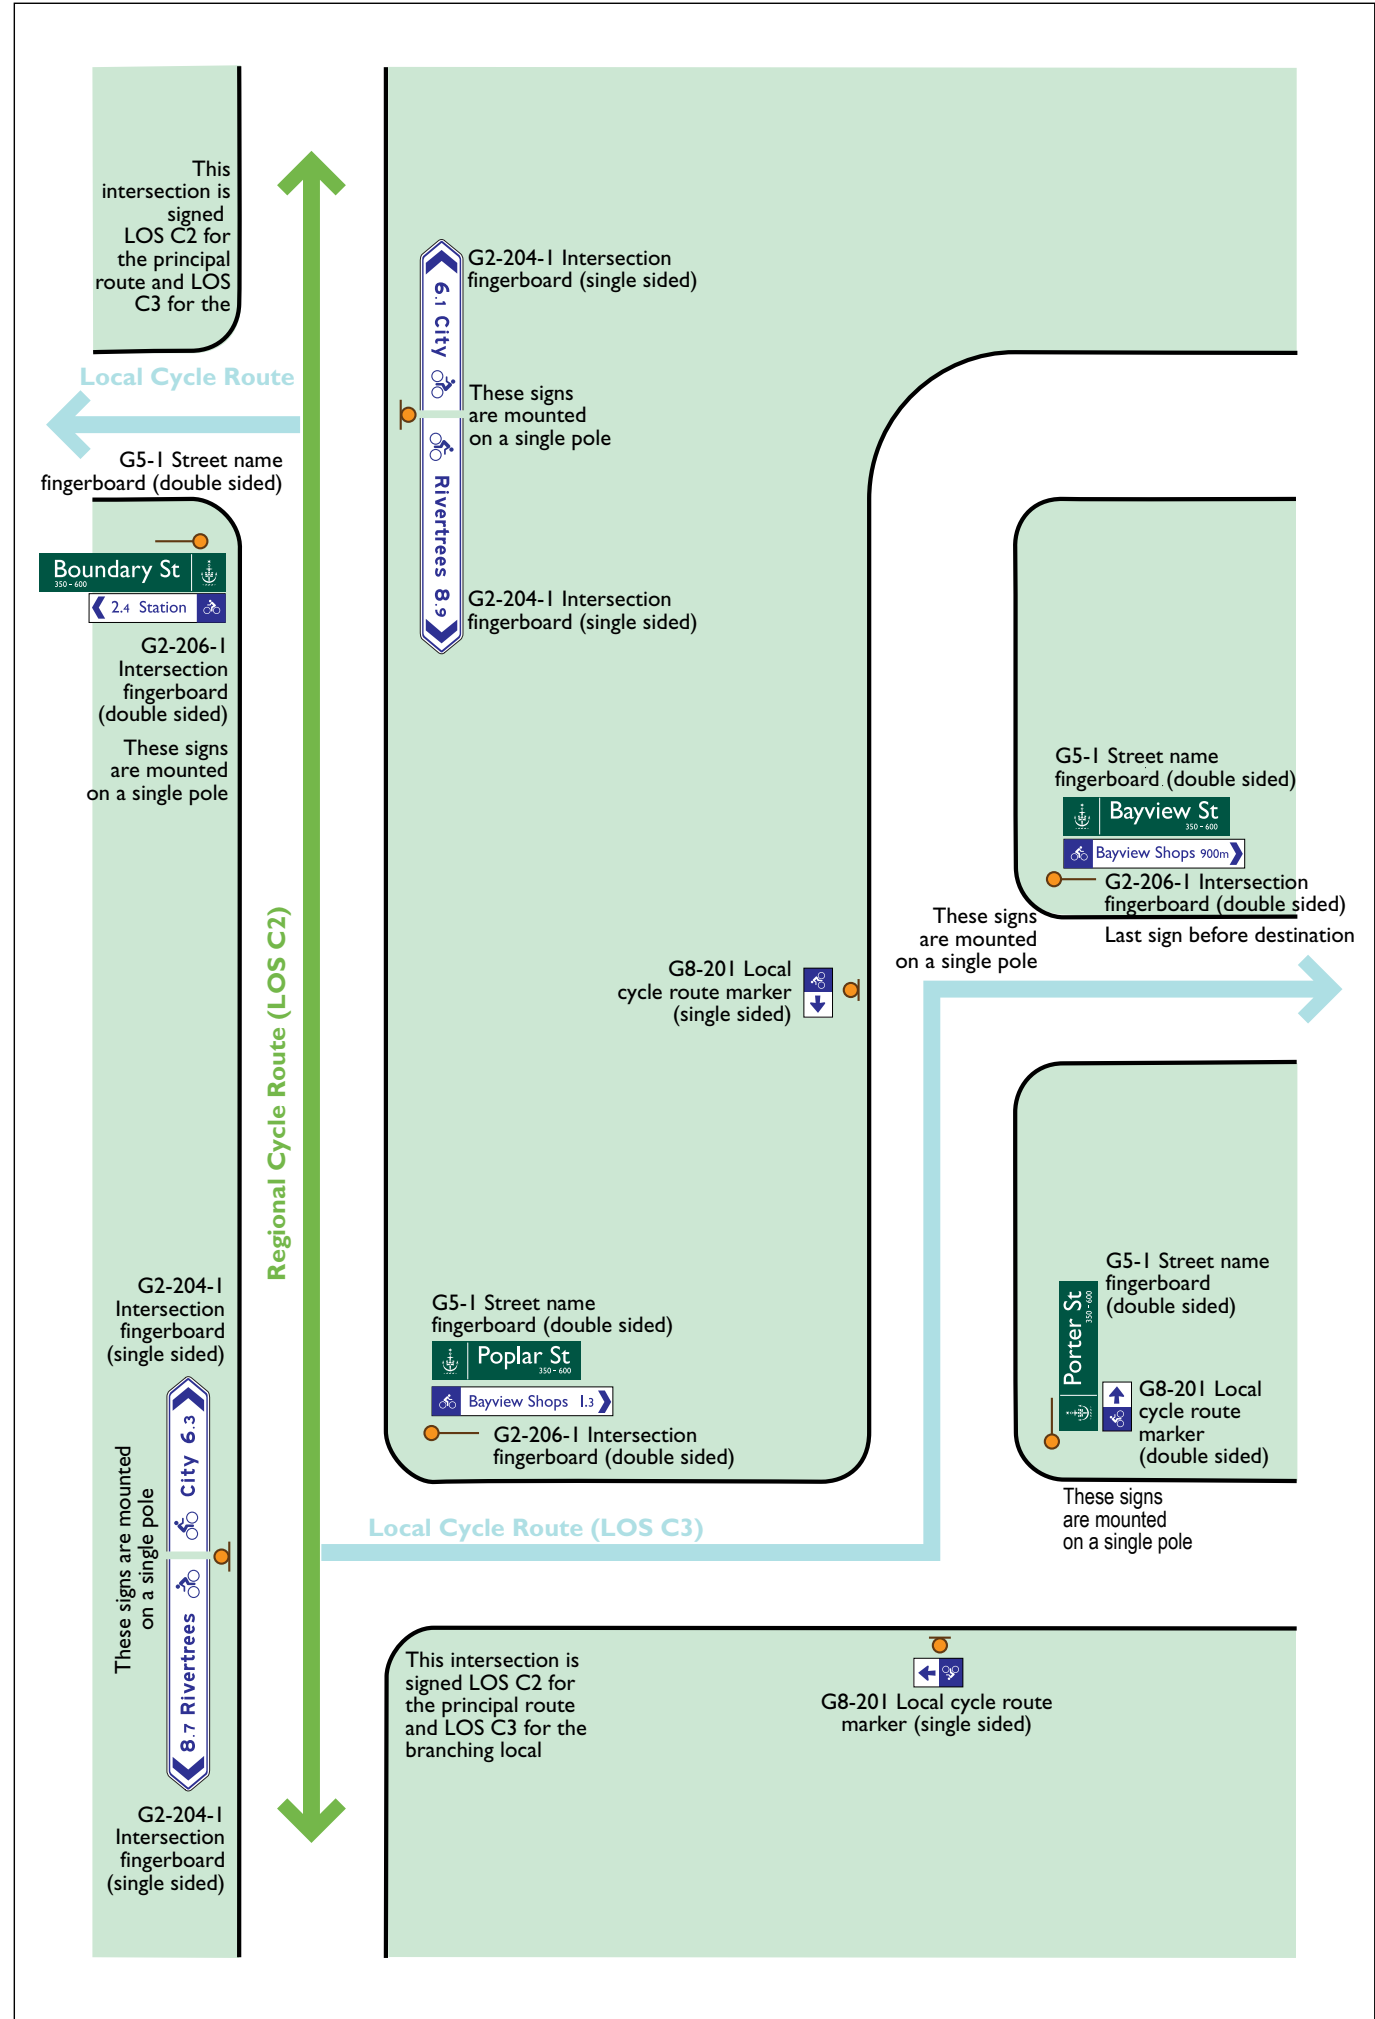 This
intersection is
signed
LOS C2 for
the principal
route and LOS
C3 for the
Local Cycle Route
G5-1 Street name
fingerboard (double sided)
Boundary St
350 - 600
2.4 Station
G2-206-1
Intersection
fingerboard
(double sided)
These signs
are mounted
on a single pole
G2-204-1 Intersection
fingerboard (single sided)
6.1 City
These signs
are mounted
on a single pole
Rivertrees 8.9
G2-204-1 Intersection
fingerboard (single sided)
Regional Cycle Route (LOS C2)
G5-1 Street name
fingerboard (double sided)
Bayview St
350 - 600
Bayview Shops 900m
G2-206-1 Intersection
fingerboard (double sided)
Last sign before destination
These signs
are mounted
on a single pole
G8-201 Local
cycle route marker
(single sided)
G2-204-1
Intersection
fingerboard
(single sided)
City 6.3
These signs are mounted
on a single pole
8.7 Rivertrees
G2-204-1
Intersection
fingerboard
(single sided)
G5-1 Street name
fingerboard (double sided)
Poplar St
350 - 600
Bayview Shops 1.3
G2-206-1 Intersection
fingerboard (double sided)
G5-1 Street name
fingerboard
(double sided)
Porter St
350 - 600
G8-201 Local
cycle route
marker
(double sided)
These signs
are mounted
on a single pole
Local Cycle Route (LOS C3)
This intersection is
signed LOS C2 for
the principal route
and LOS C3 for the
branching local
G8-201 Local cycle route
marker (single sided)